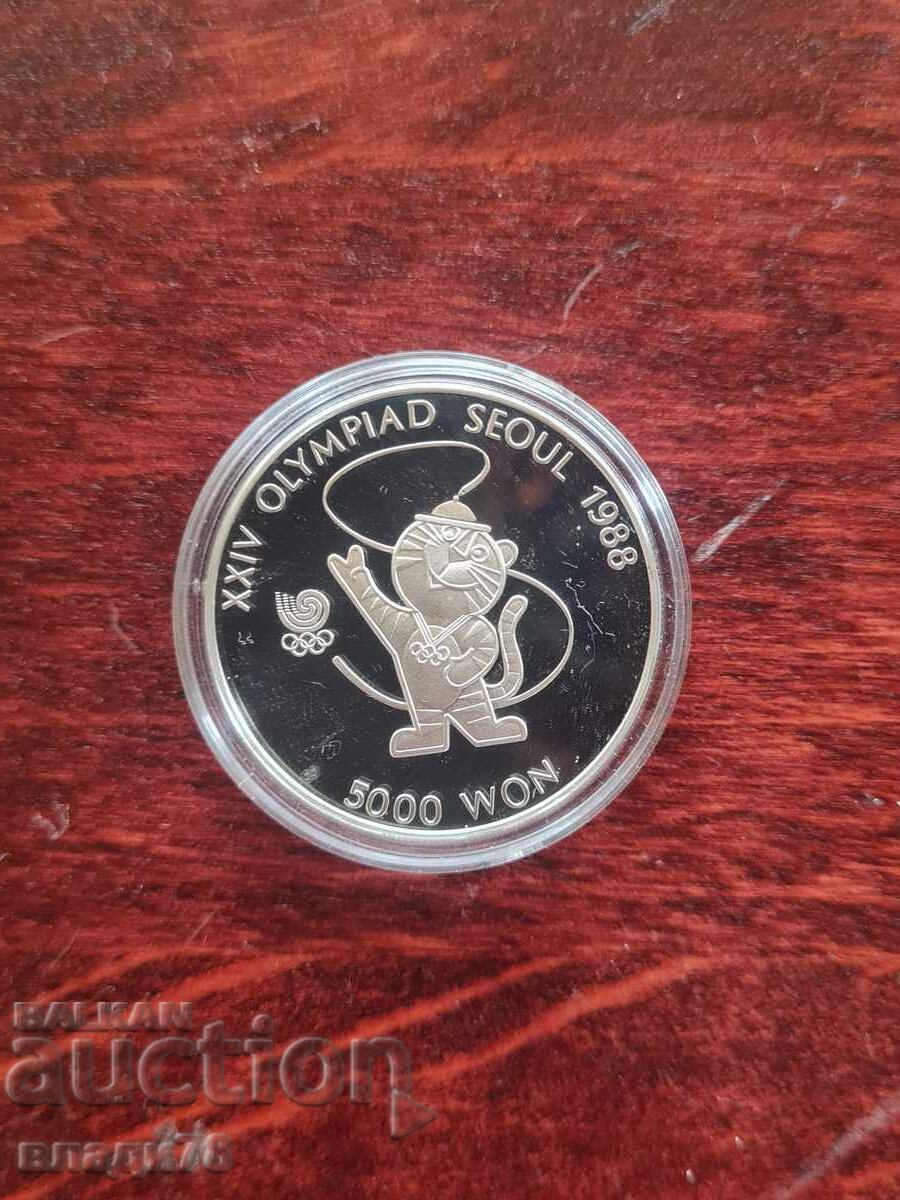 XXIV OLYMPIAD SEOUL 1988
5000 WON
BALKAN
auction
влади78